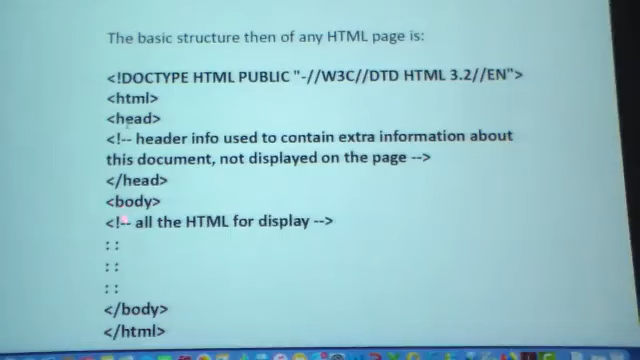 The basic structure then of any HTML page is:
<!DOCTYPE HTML PUBLIC "-//W3C//DTD HTML 3.2//EN">
<html>
<head>
<!-- header info used to contain extra information about
this document, not displayed on the page -->
</head>
<body>
<!-- all the HTML for display -->
: :
: :
: :
</body>
</html>